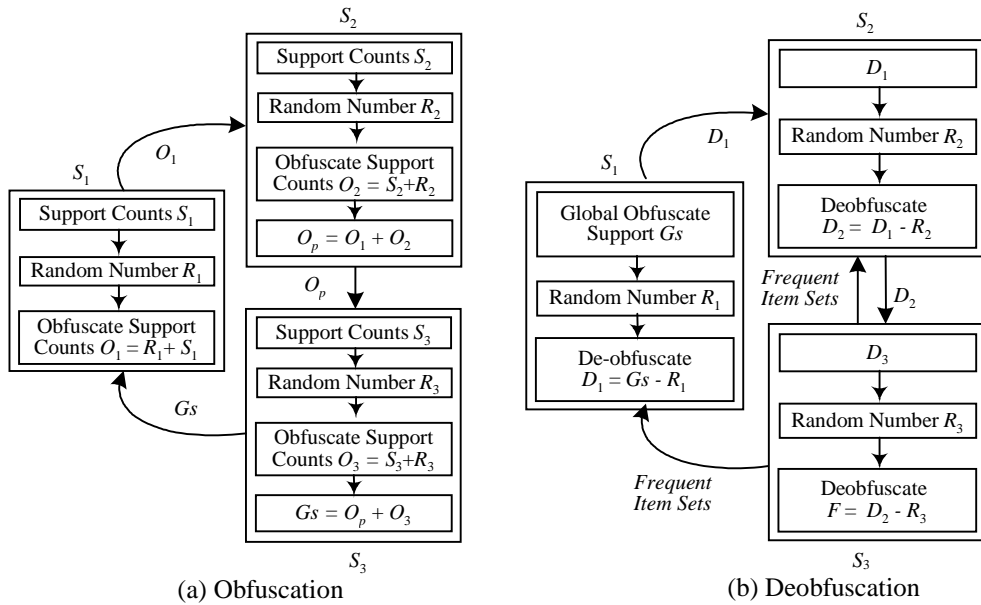 S₂
Support Counts S₂
Random Number R₂
Obfuscate Support
Counts O₂ = S₂+R₂
Oₚ = O₁ + O₂
O₁
S₁
Support Counts S₁
Random Number R₁
Obfuscate Support
Counts O₁ = R₁+ S₁
Oₚ
Support Counts S₃
Random Number R₃
Obfuscate Support
Counts O₃ = S₃+R₃
Gs = Oₚ + O₃
Gs
S₃
(a) Obfuscation
S₂
D₁
Random Number R₂
Deobfuscate
D₂ = D₁ - R₂
D₁
S₁
Global Obfuscate
Support Gs
Random Number R₁
De-obfuscate
D₁ = Gs - R₁
Frequent
Item Sets
D₂
D₃
Random Number R₃
Deobfuscate
F = D₂ - R₃
Frequent
Item Sets
S₃
(b) Deobfuscation